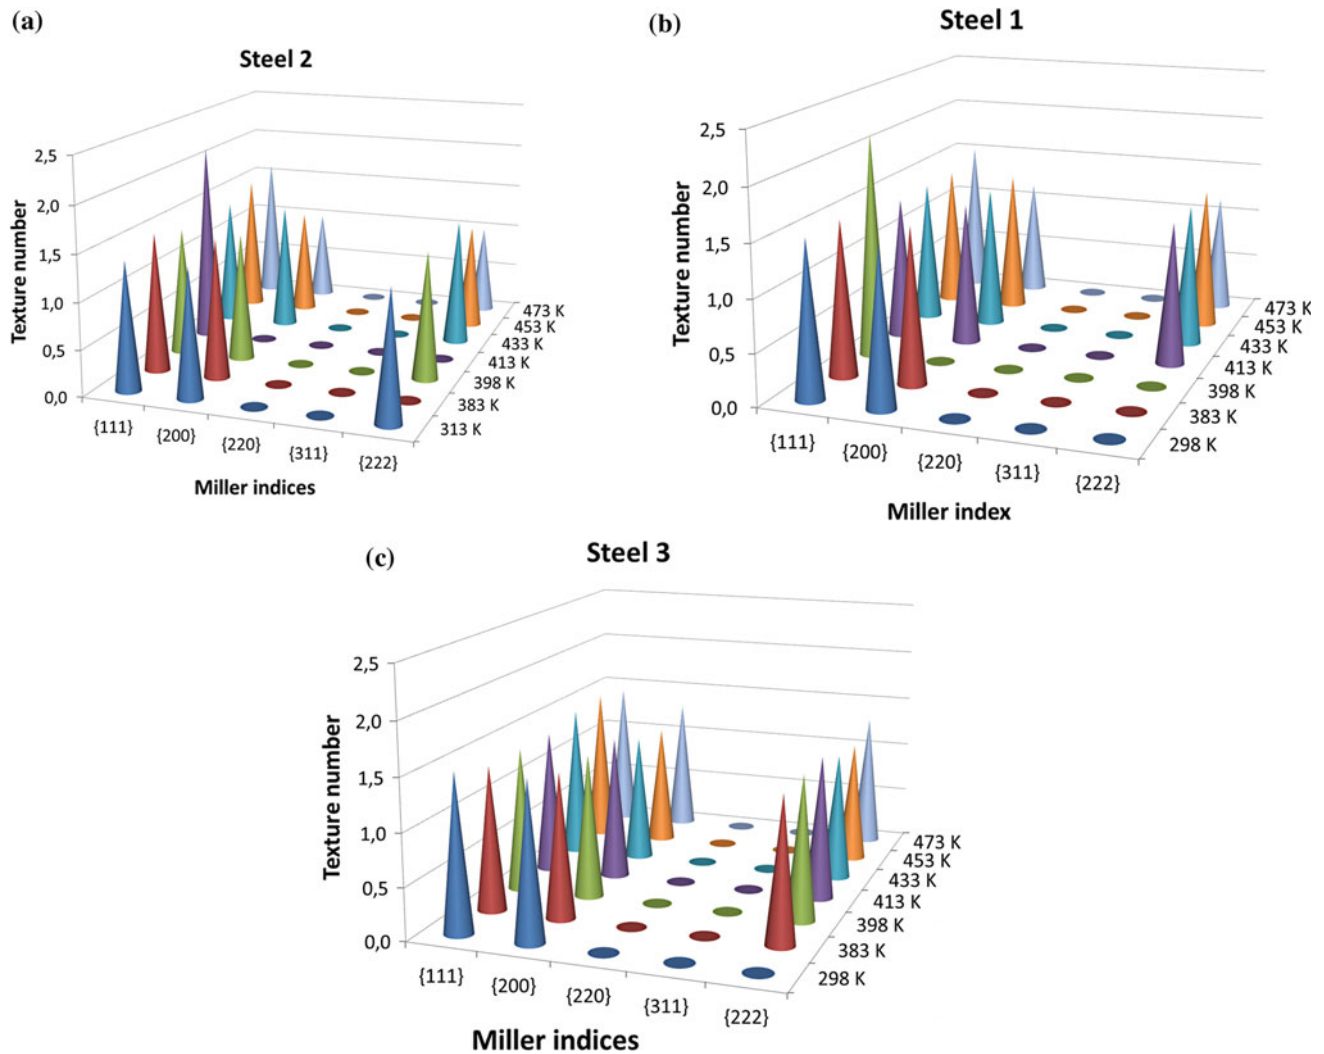 (a)
Steel 2
Texture number
2,5
2,0
1,5
1,0
0,5
0,0
{111}
{200}
{220}
{311}
{222}
313 K
383 K
398 K
413 K
433 K
453 K
473 K
Miller indices
(b)
Steel 1
Texture number
2,5
2,0
1,5
1,0
0,5
0,0
{111}
{200}
{220}
{311}
{222}
298 K
383 K
398 K
413 K
433 K
453 K
473 K
Miller index
(c)
Steel 3
Texture number
2,5
2,0
1,5
1,0
0,5
0,0
{111}
{200}
{220}
{311}
{222}
298 K
383 K
398 K
413 K
433 K
453 K
473 K
Miller indices